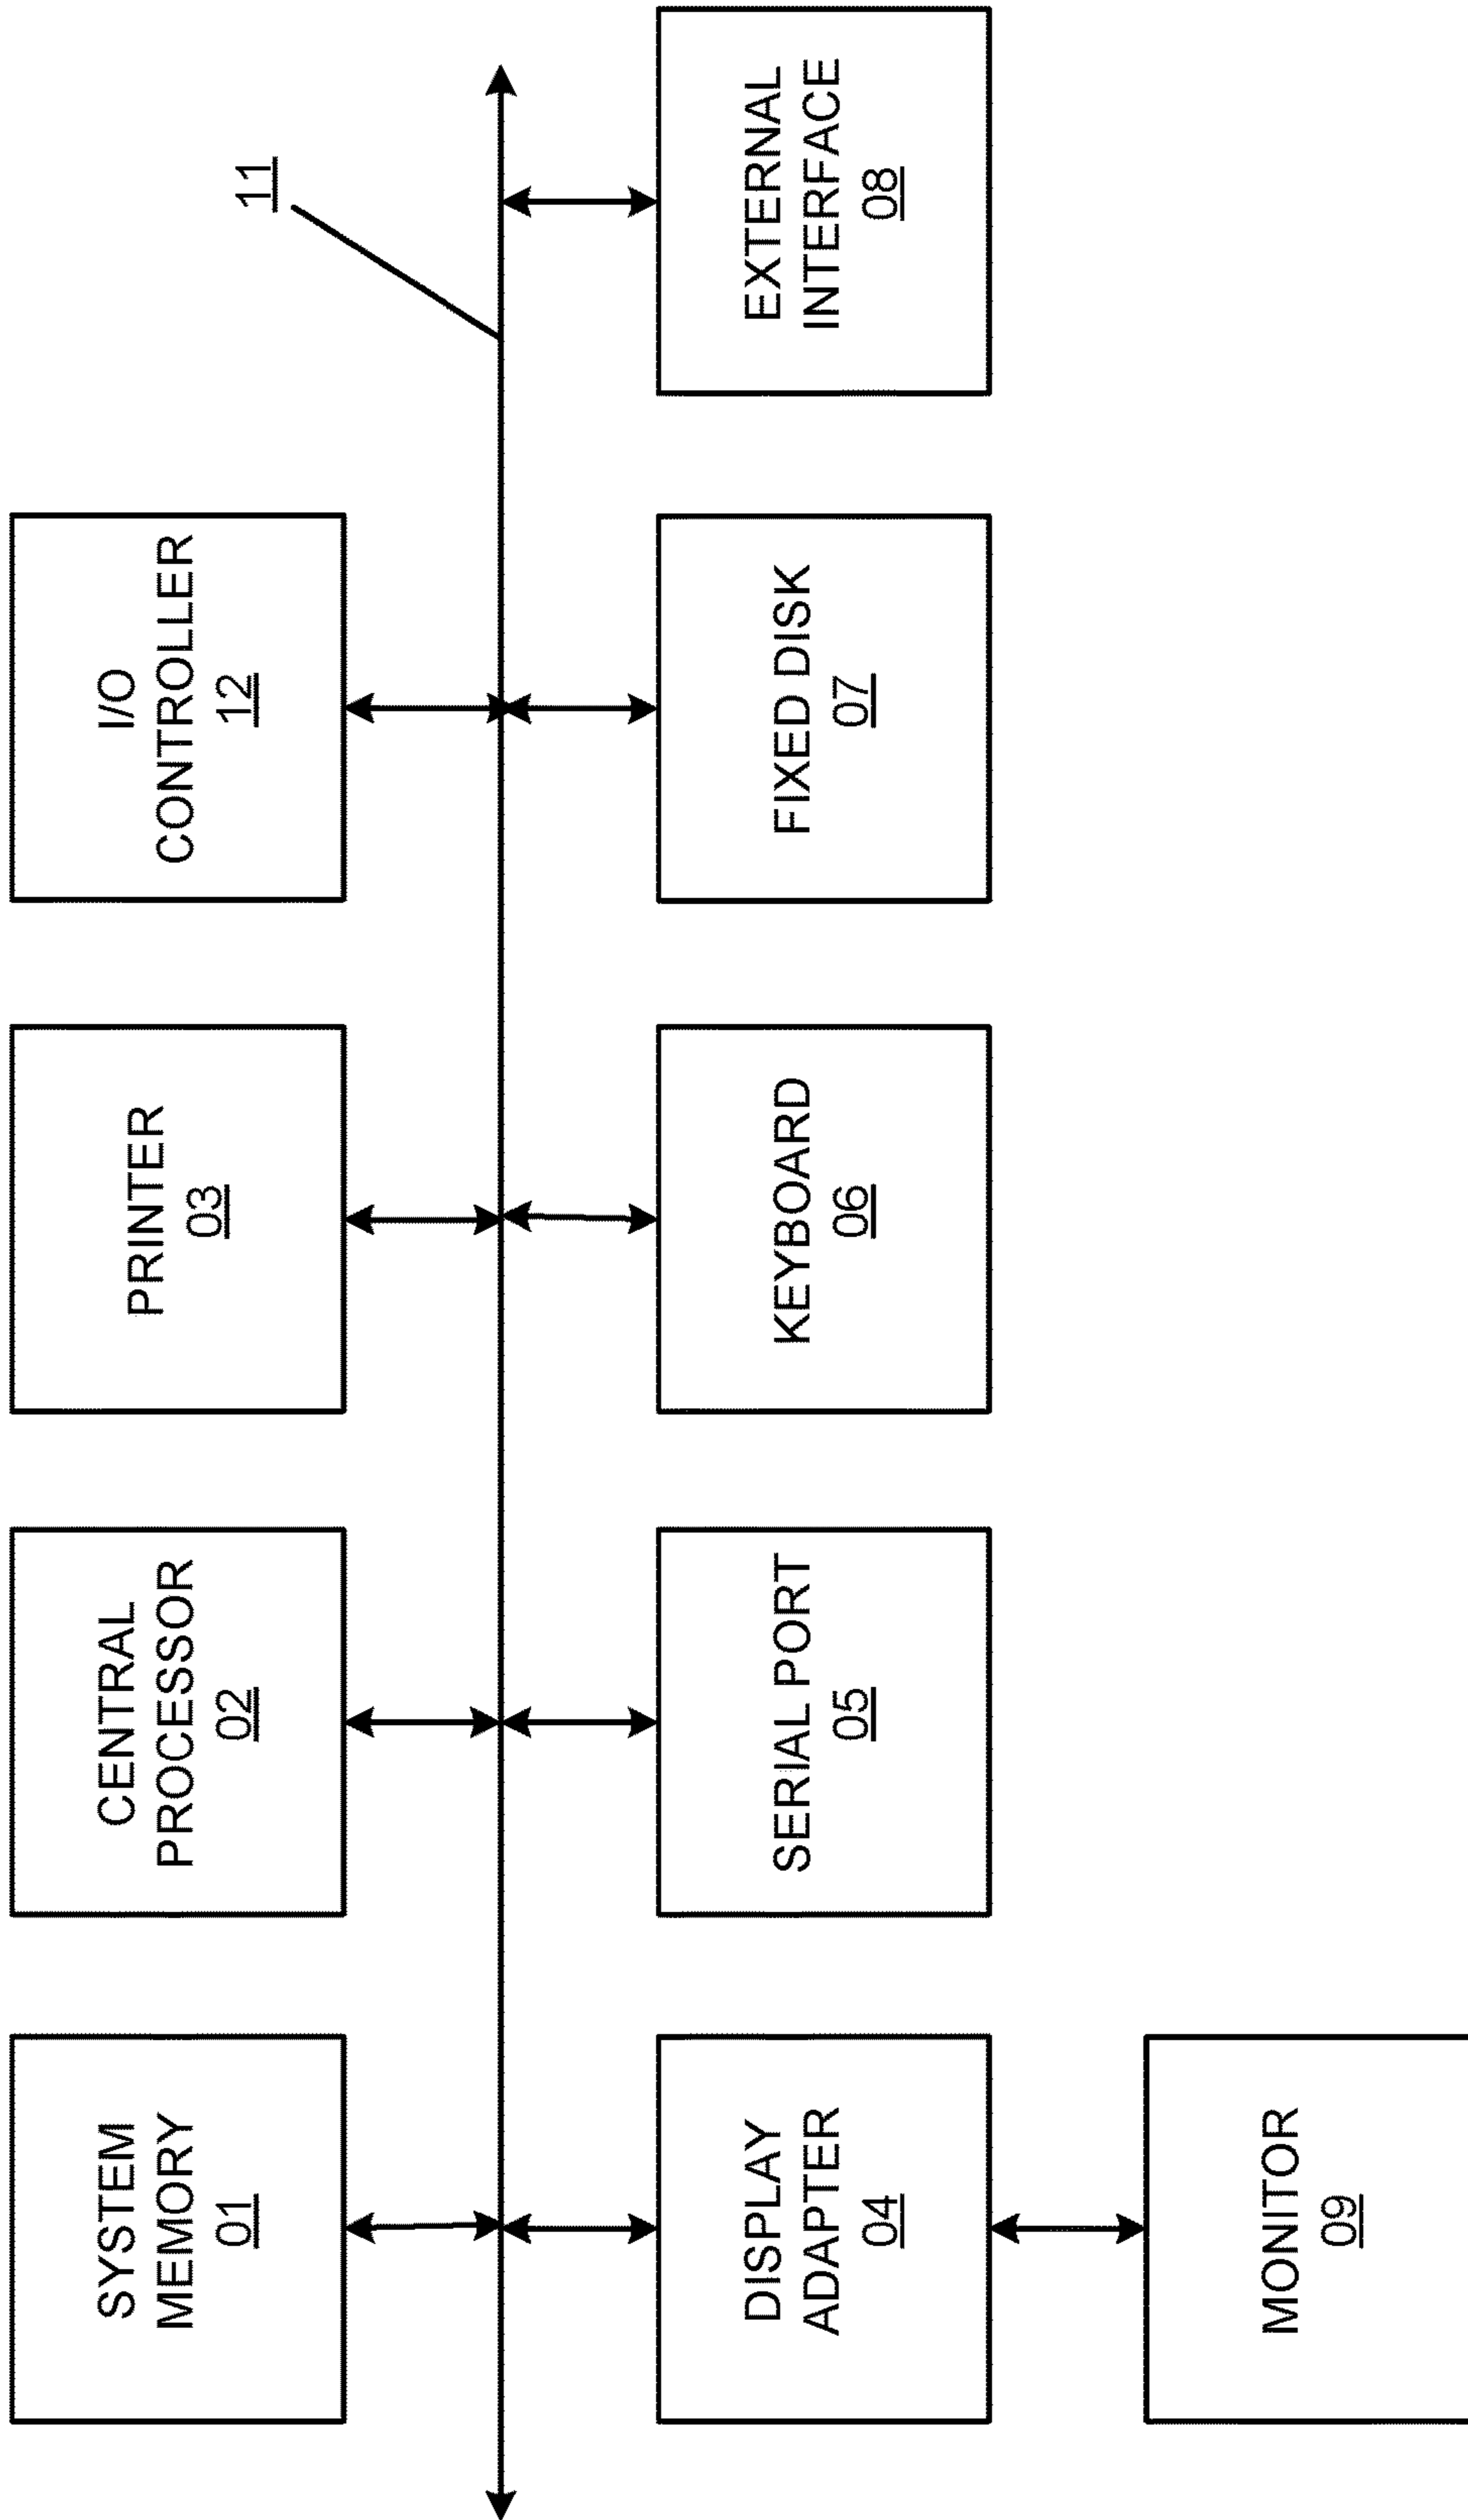 SYSTEM
MEMORY
01
CENTRAL
PROCESSOR
02
PRINTER
03
I/O
CONTROLLER
12
11
DISPLAY
ADAPTER
04
SERIAL PORT
05
KEYBOARD
06
FIXED DISK
07
EXTERNAL
INTERFACE
08
MONITOR
09